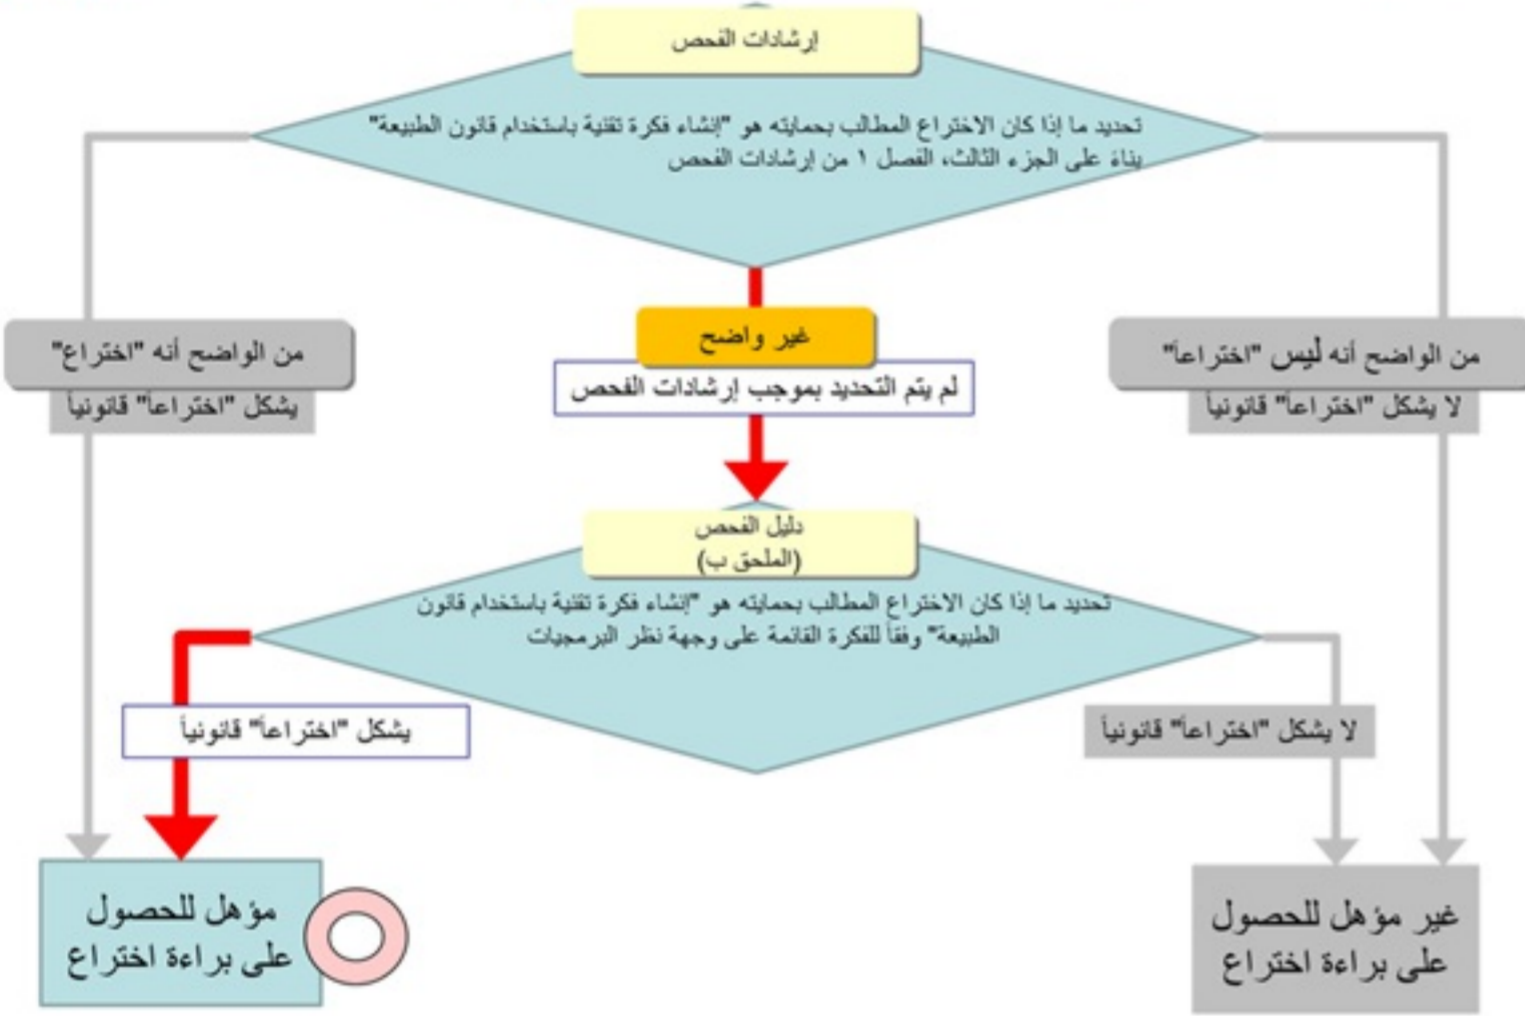 إرشادات الفحص
تحديد ما إذا كان الاختراع المطالب بحمايته هو "إنشاء فكرة تقنية باستخدام قانون الطبيعة"
بناءً على الجزء الثالث، الفصل ١ من إرشادات الفحص
من الواضح أنه ليس "اختراعاً"
لا يشكل "اختراعاً" قانونياً
غير واضح
لم يتم التحديد بموجب إرشادات الفحص
من الواضح أنه "اختراع"
يشكل "اختراعاً" قانونياً
دليل الفحص
(الملحق ب)
تحديد ما إذا كان الاختراع المطالب بحمايته هو "إنشاء فكرة تقنية باستخدام قانون
الطبيعة" وفقاً للفكرة القائمة على وجهة نظر البرمجيات
لا يشكل "اختراعاً" قانونياً
يشكل "اختراعاً" قانونياً
غير مؤهل للحصول
على براءة اختراع
مؤهل للحصول
على براءة اختراع